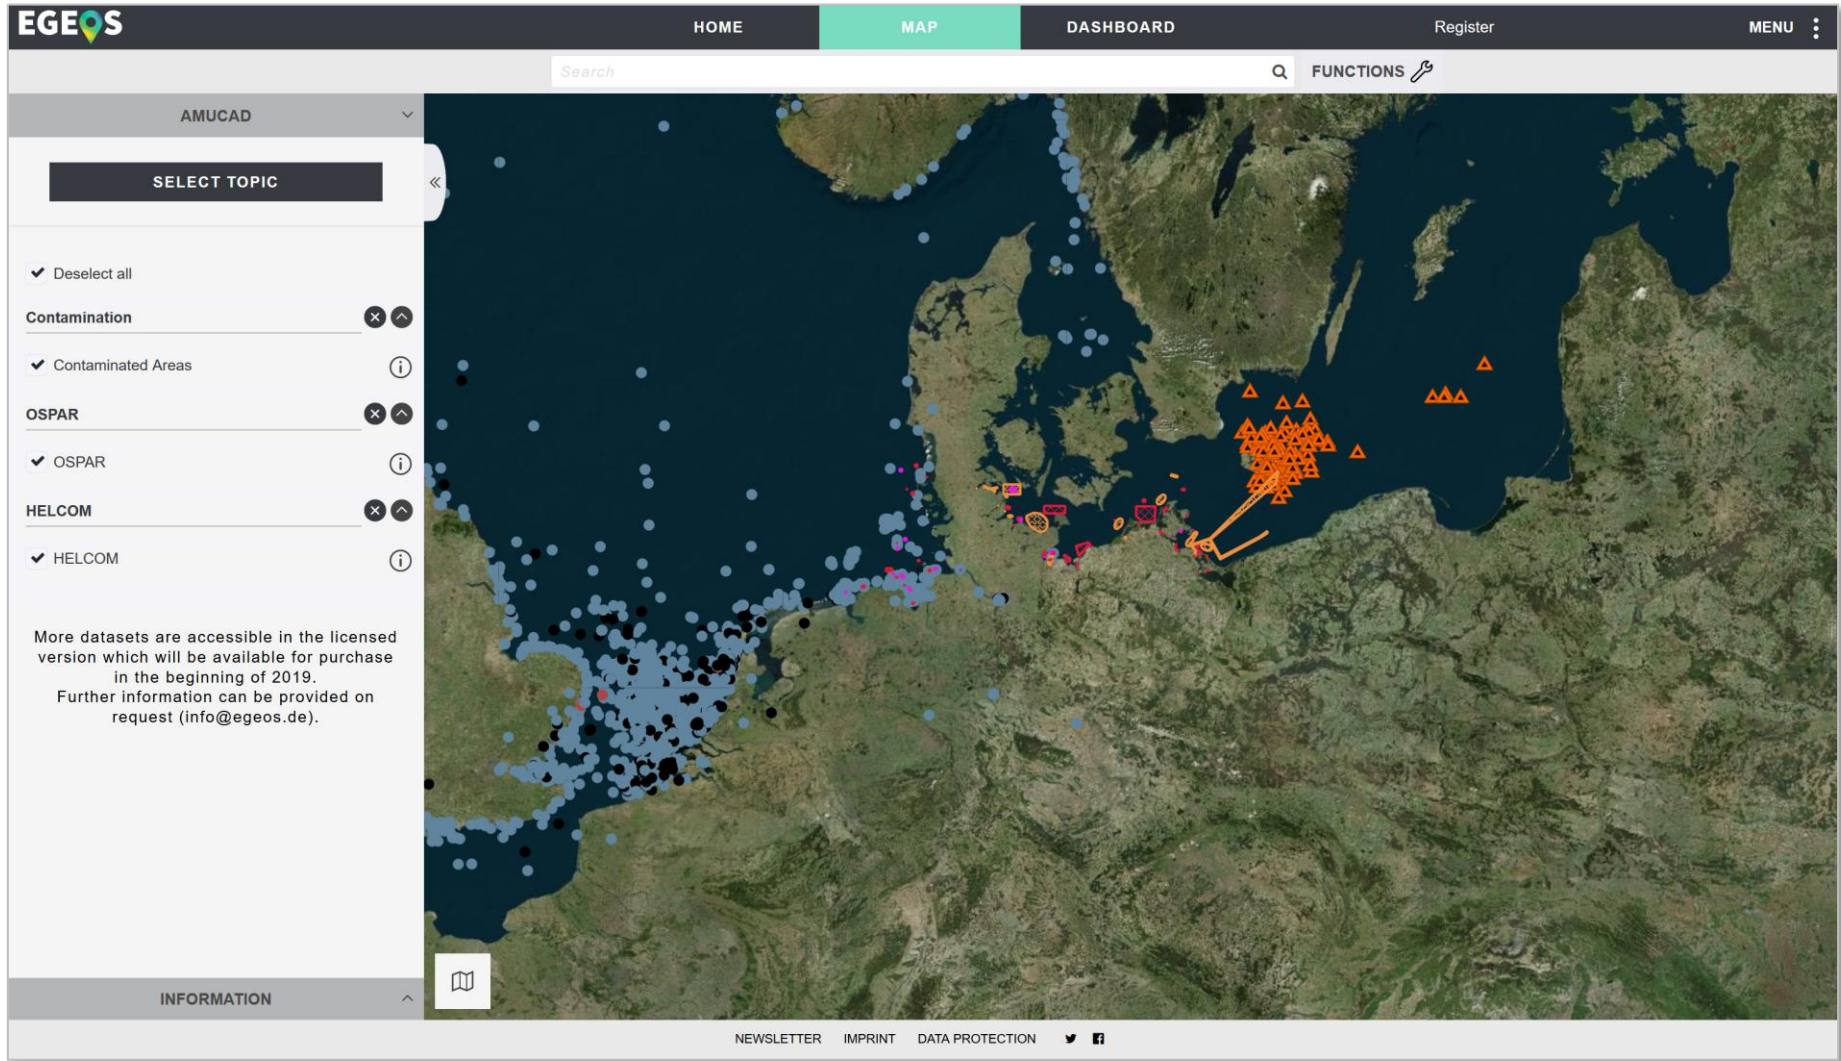 EGEOS
HOME
MAP
DASHBOARD
Register
MENU
Search
FUNCTIONS
AMUCAD
SELECT TOPIC
Deselect all
Contamination
Contaminated Areas
OSPAR
OSPAR
HELCOM
HELCOM
More datasets are accessible in the licensed
version which will be available for purchase
in the beginning of 2019.
Further information can be provided on
request (info@egeos.de).
INFORMATION
NEWSLETTER
IMPRINT
DATA PROTECTION